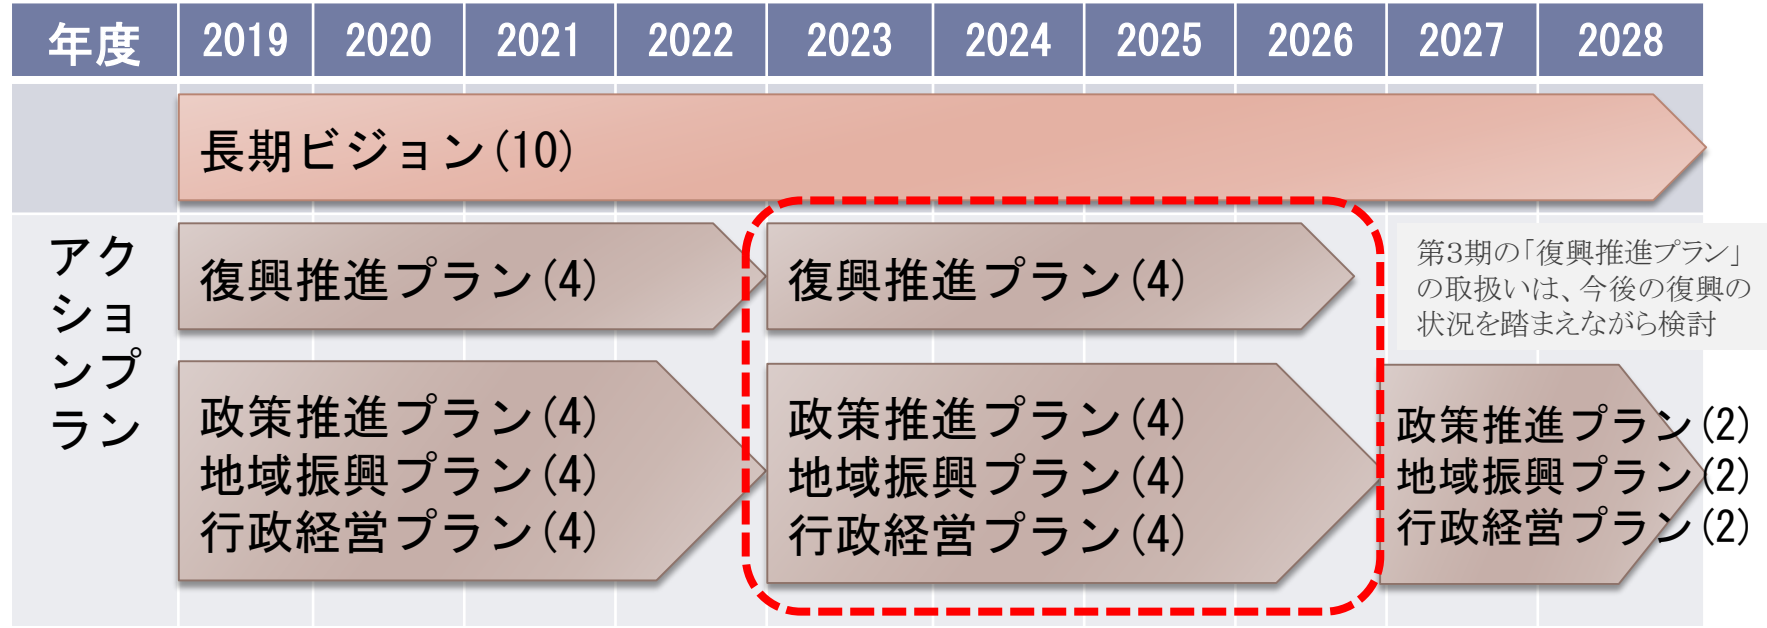 年度 2019 2020 2021 2022 2023 2024 2025 2026 2027 2028
長期ビジョン(10)
アク
ショ
ンプ
ラン
復興推進プラン(4)
政策推進プラン(4)
地域振興プラン(4)
行政経営プラン(4)
復興推進プラン(4)
政策推進プラン(4)
地域振興プラン(4)
行政経営プラン(4)
第3期の「復興推進プラン」
の取扱いは、今後の復興の
状況を踏まえながら検討
政策推進プラン(2)
地域振興プラン(2)
行政経営プラン(2)